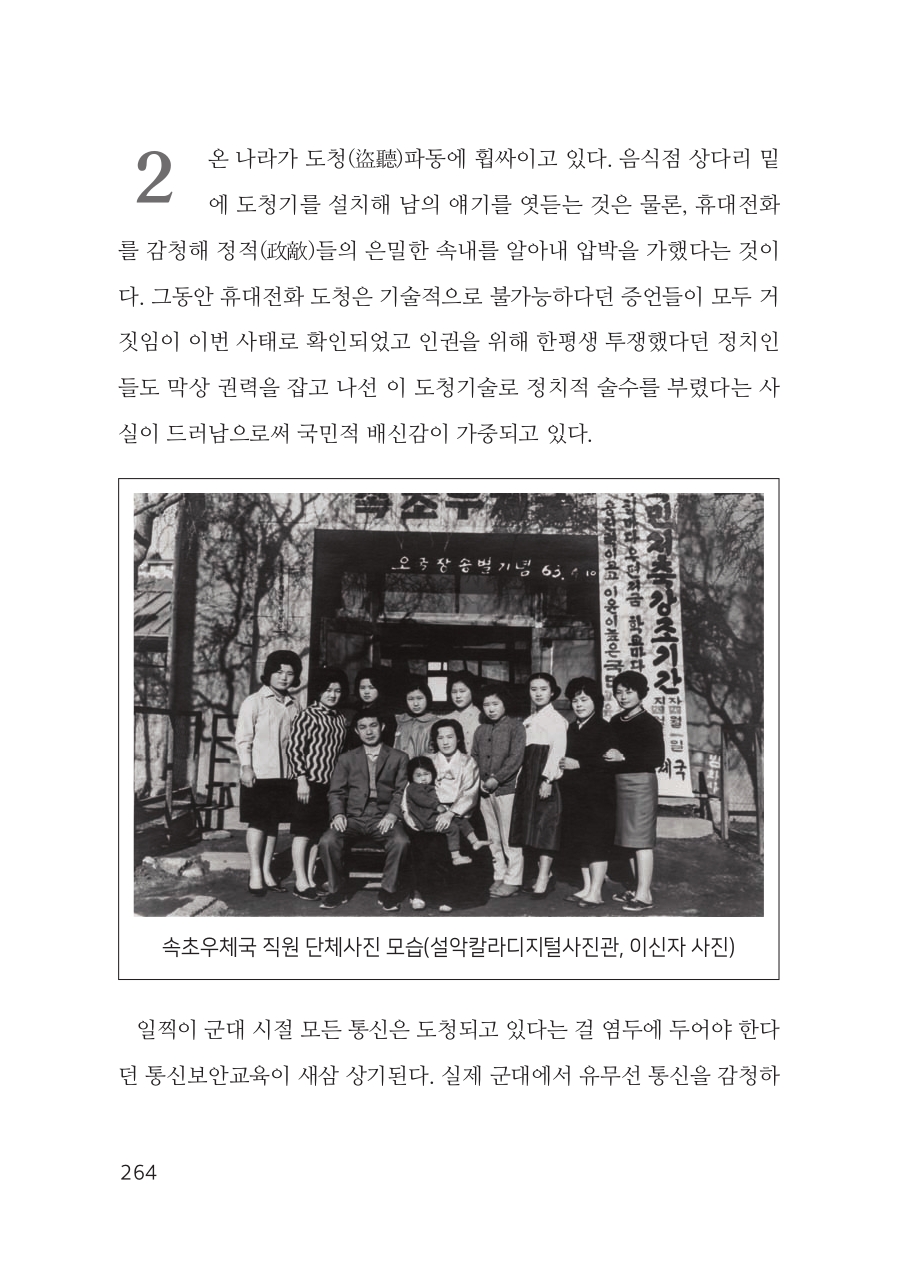 2
온 나라가 도청(盜聽)파동에 휩싸이고 있다. 음식점 상다리 밑
에 도청기를 설치해 남의 얘기를 엿듣는 것은 물론, 휴대전화
를 감청해 정적(政敵)들의 은밀한 속내를 알아내 압박을 가했다는 것이
다. 그동안 휴대전화 도청은 기술적으로 불가능하다던 증언들이 모두 거
짓임이 이번 사태로 확인되었고 인권을 위해 한평생 투쟁했다던 정치인
들도 막상 권력을 잡고 나선 이 도청기술로 정치적 술수를 부렸다는 사
실이 드러남으로써 국민적 배신감이 가중되고 있다.
속초우체국
오국장송별기념 63.4.10
국민저축강조기간
이윤이높은국민
학교마다
속초우체국 직원 단체사진 모습(설악칼라디지털사진관, 이신자 사진)
일찍이 군대 시절 모든 통신은 도청되고 있다는 걸 염두에 두어야 한다
던 통신보안교육이 새삼 상기된다. 실제 군대에서 유무선 통신을 감청하
264